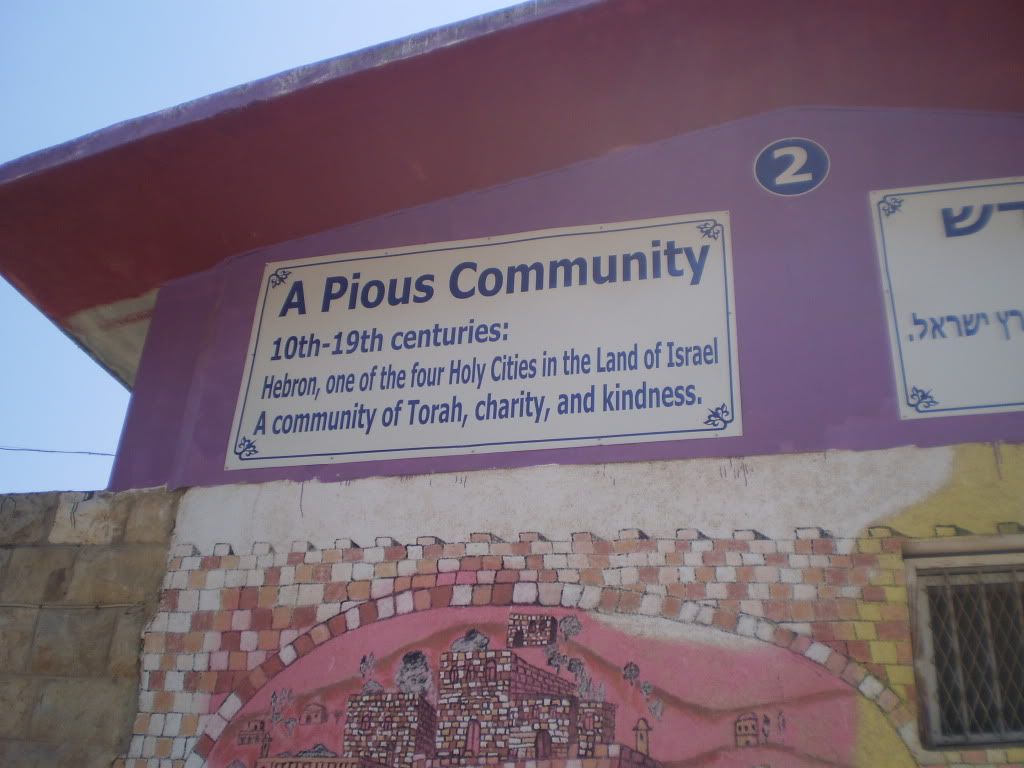 2
A Pious Community
10th-19th centuries:
Hebron, one of the four Holy Cities in the Land of Israel
A community of Torah, charity, and kindness.
ישראל.